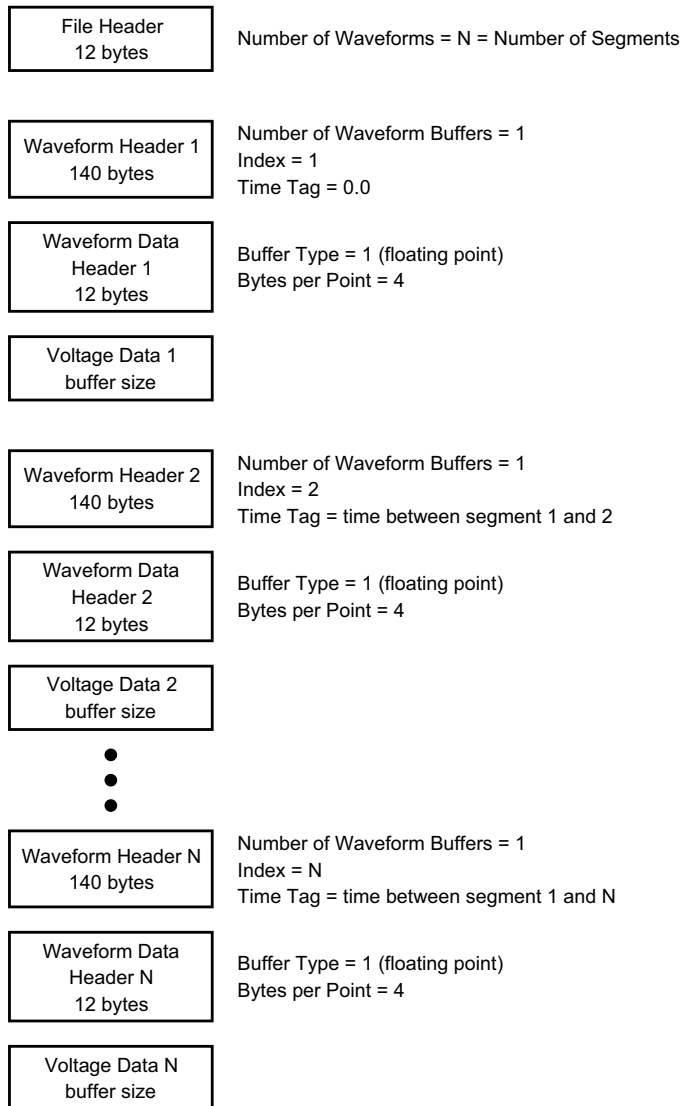 File Header
12 bytes
Number of Waveforms = N = Number of Segments
Waveform Header 1
140 bytes
Number of Waveform Buffers = 1
Index = 1
Time Tag = 0.0
Waveform Data
Header 1
12 bytes
Buffer Type = 1 (floating point)
Bytes per Point = 4
Voltage Data 1
buffer size
Waveform Header 2
140 bytes
Number of Waveform Buffers = 1
Index = 2
Time Tag = time between segment 1 and 2
Waveform Data
Header 2
12 bytes
Buffer Type = 1 (floating point)
Bytes per Point = 4
Voltage Data 2
buffer size
Waveform Header N
140 bytes
Number of Waveform Buffers = 1
Index = N
Time Tag = time between segment 1 and N
Waveform Data
Header N
12 bytes
Buffer Type = 1 (floating point)
Bytes per Point = 4
Voltage Data N
buffer size